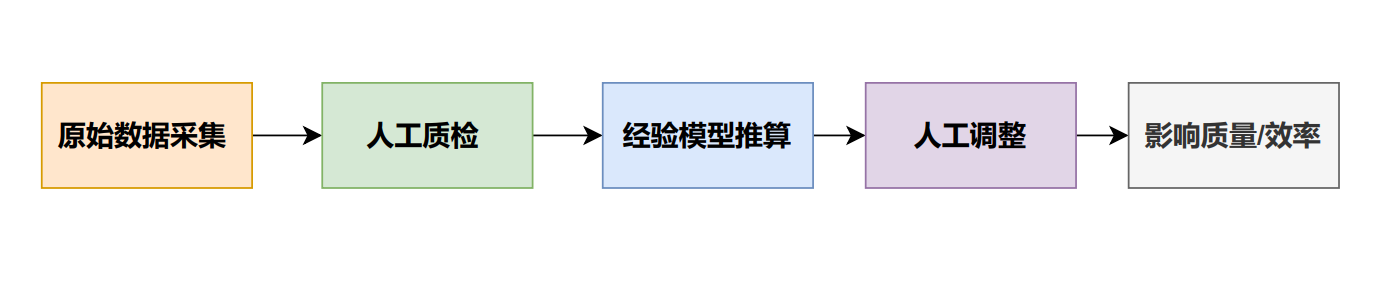 原始数据采集
人工质检
经验模型推算
人工调整
影响质量/效率